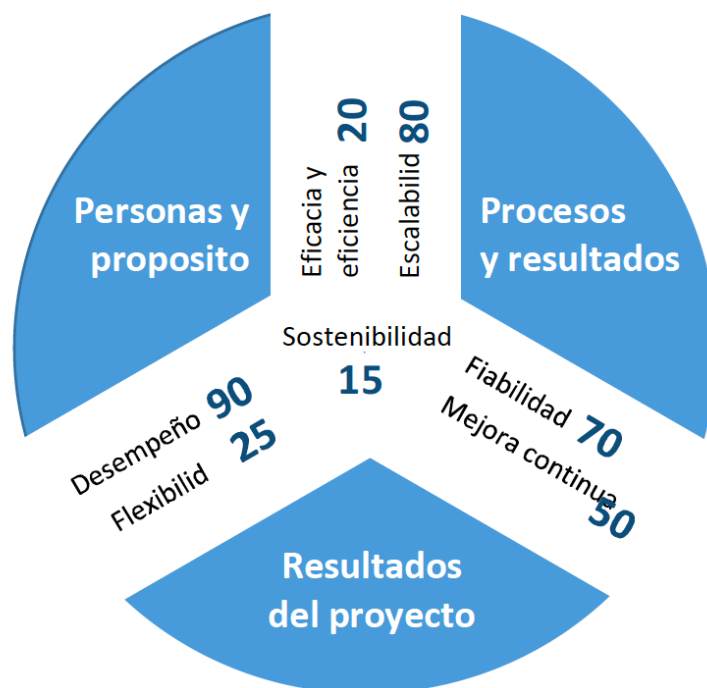 Personas y
proposito
Eficacia y
eficiencia
20
Escalabilid
80
Procesos
y resultados
Sostenibilidad
15
Desempeño 90
Flexibilid 25
Fiabilidad 70
Mejora continua
50
Resultados
del proyecto